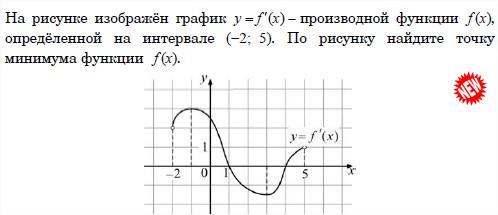 На рисунке изображён график y = f′(x) – производной функции f(x),
опредёленной на интервале (−2; 5). По рисунку найдите точку
минимума функции f(x).
NEW
y
y = f′(x)
1
−2 0 1 5 x